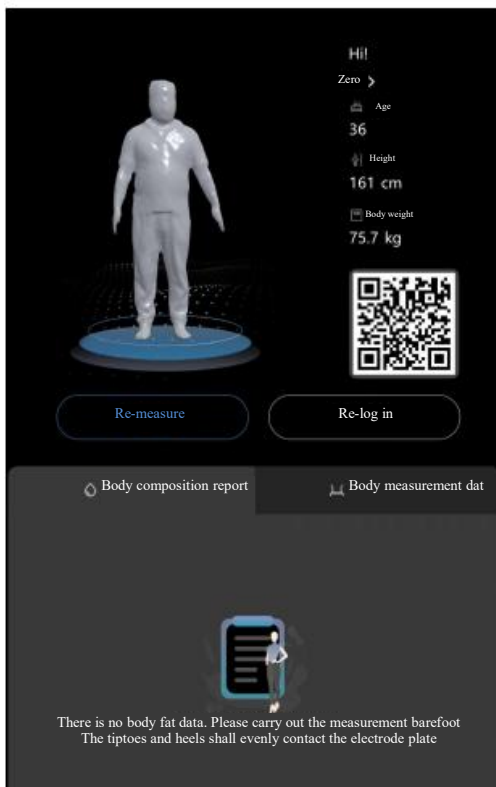 Hi!
Zero
Age
36
Height
161 cm
Body weight
75.7 kg
Re-measure
Re-log in
Body composition report
Body measurement dat
There is no body fat data. Please carry out the measurement barefoot
The tiptoes and heels shall evenly contact the electrode plate